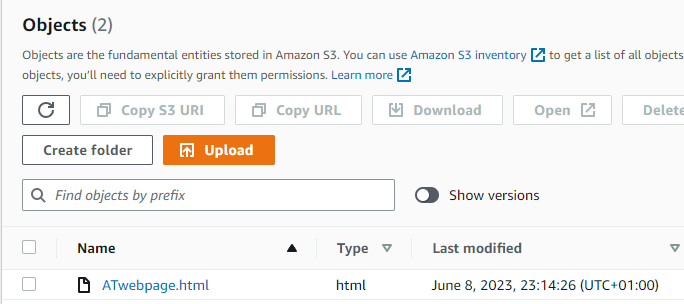 Objects (2)
Objects are the fundamental entities stored in Amazon S3. You can use Amazon S3 inventory to get a list of all objects
objects, you'll need to explicitly grant them permissions. Learn more
Copy S3 URI Copy URL Download Open Delete
Create folder Upload
Find objects by prefix Show versions
Name Type Last modified
ATwebpage.html html June 8, 2023, 23:14:26 (UTC+01:00)